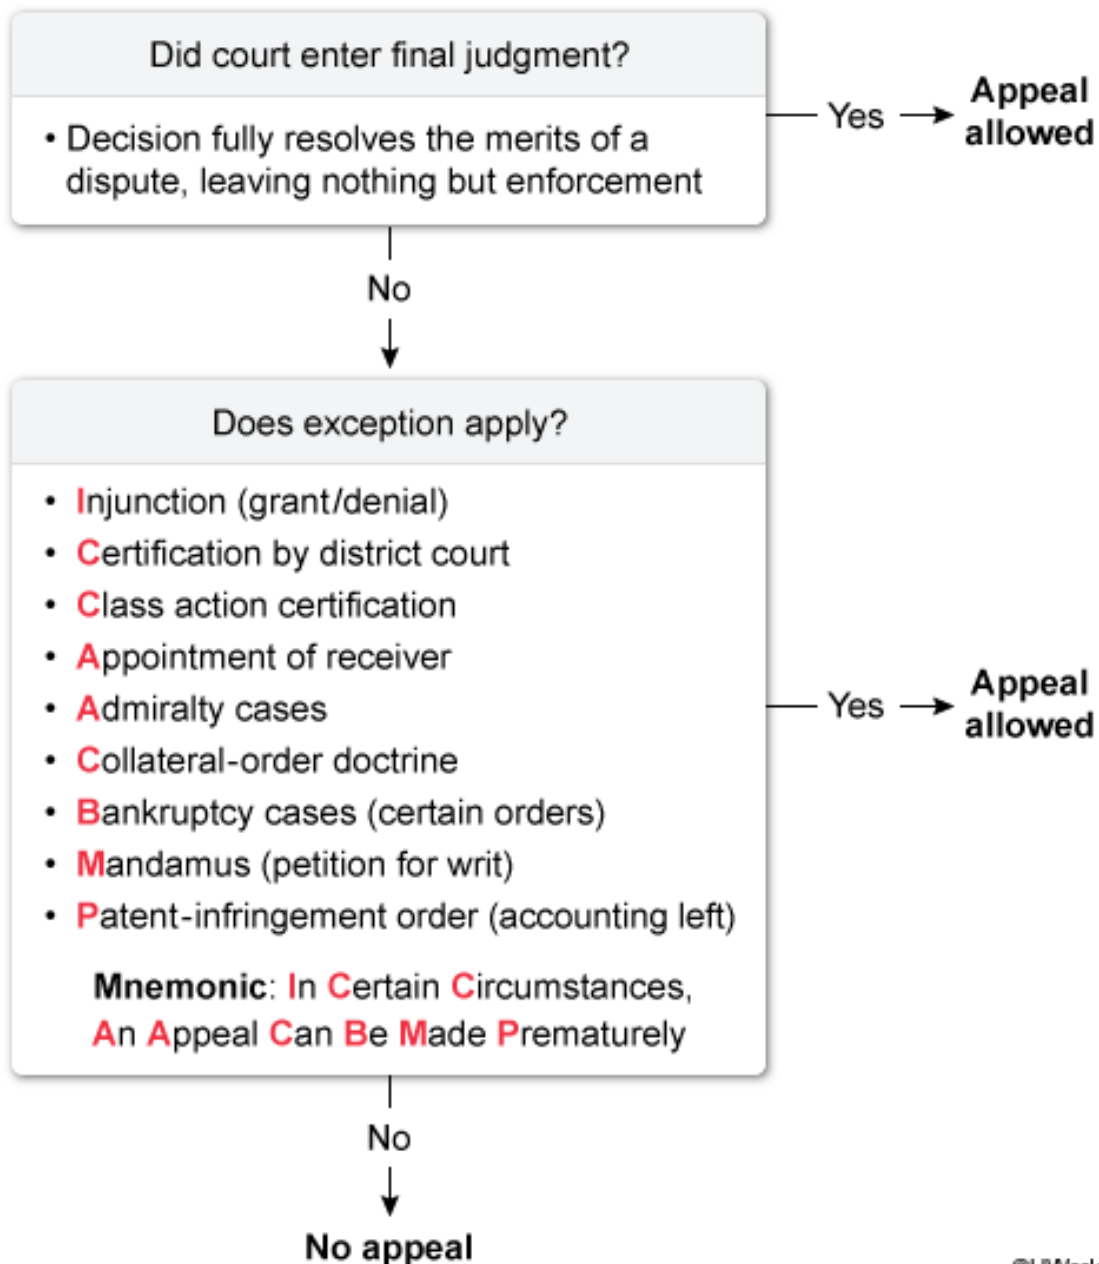 Did court enter final judgment?
• Decision fully resolves the merits of a
dispute, leaving nothing but enforcement
Yes
Appeal
allowed
No
Does exception apply?
• Injunction (grant/denial)
• Certification by district court
• Class action certification
• Appointment of receiver
• Admiralty cases
• Collateral-order doctrine
• Bankruptcy cases (certain orders)
• Mandamus (petition for writ)
• Patent-infringement order (accounting left)
Mnemonic: In Certain Circumstances,
An Appeal Can Be Made Prematurely
Yes
Appeal
allowed
No
No appeal